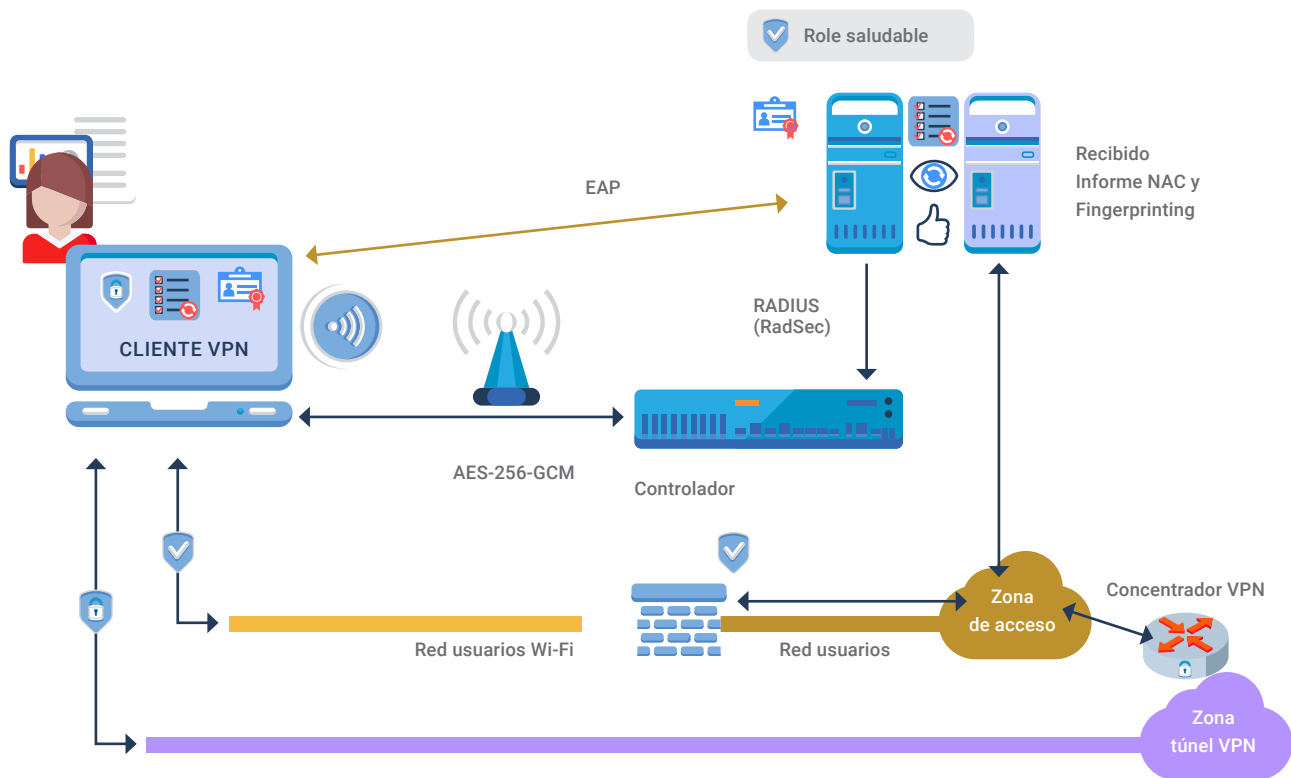 Role saludable
Recibido
Informe NAC y
Fingerprinting
EAP
RADIUS
(RadSec)
CLIENTE VPN
AES-256-GCM
Controlador
Zona
de acceso
Concentrador VPN
Red usuarios Wi-Fi
Red usuarios
Zona
túnel VPN